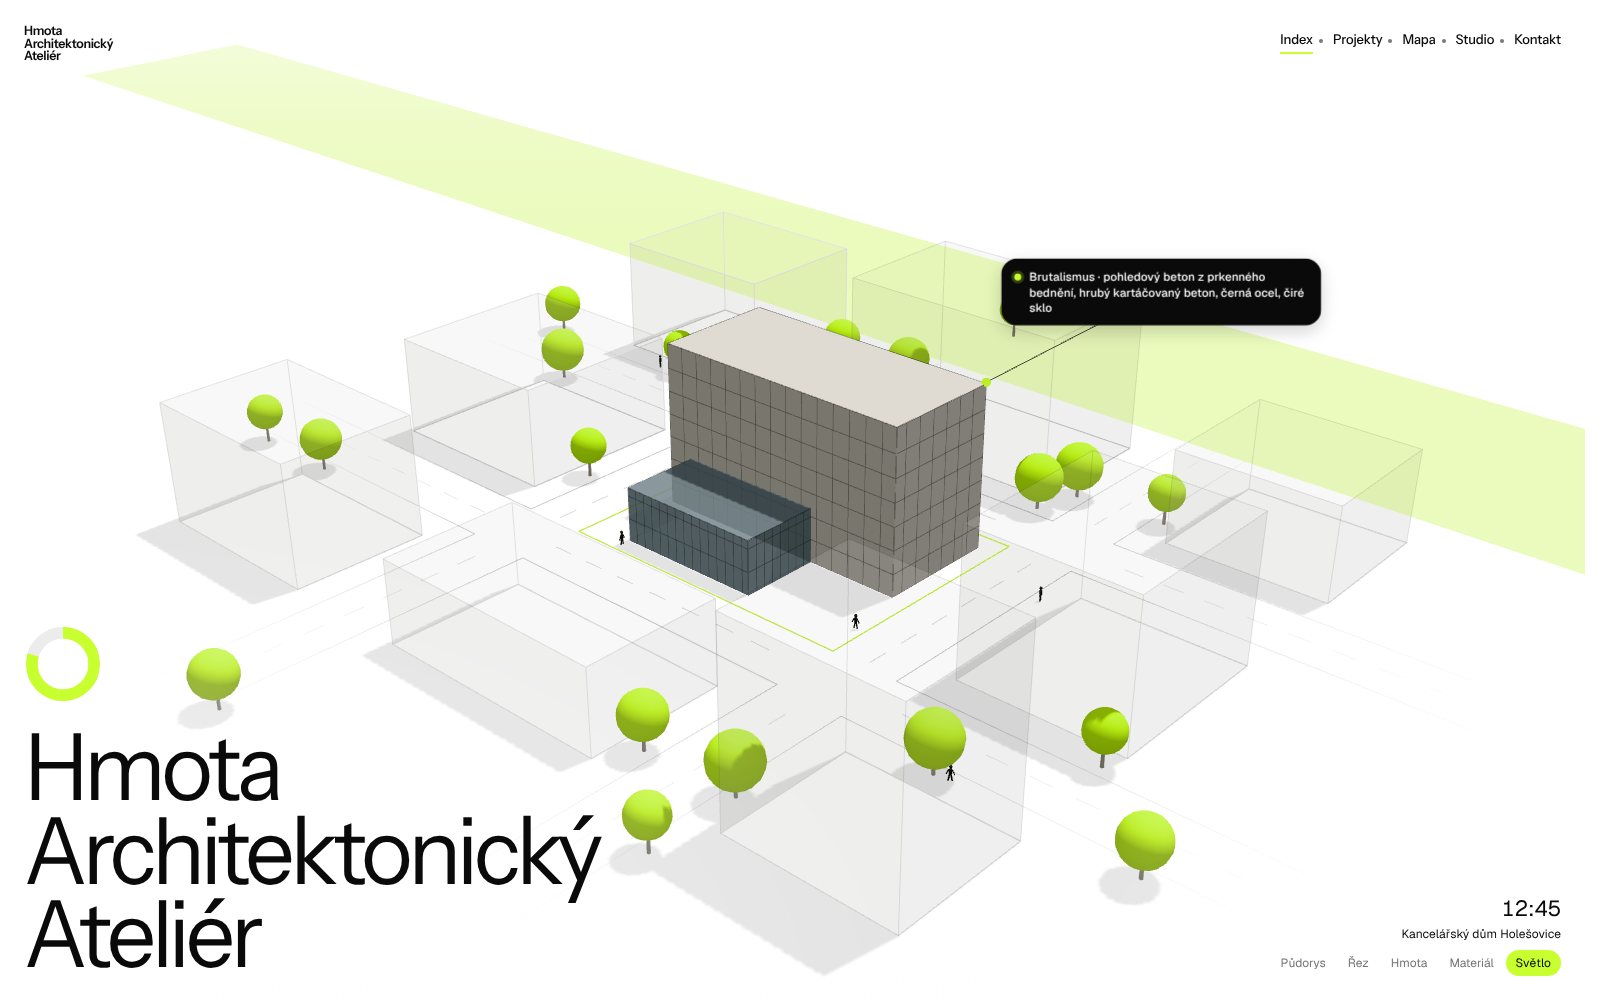 Hmota
Architektonický
Ateliér
Index • Projekty • Mapa • Studio • Kontakt
Brutalismus · pohledový beton z prkenného
bednění, hrubý kartáčovaný beton, černá ocel, čiré
sklo
Hmota
Architektonický
Ateliér
12:45
Kancelářský dům Holešovice
Půdorys Řez Hmota Materiál Světlo